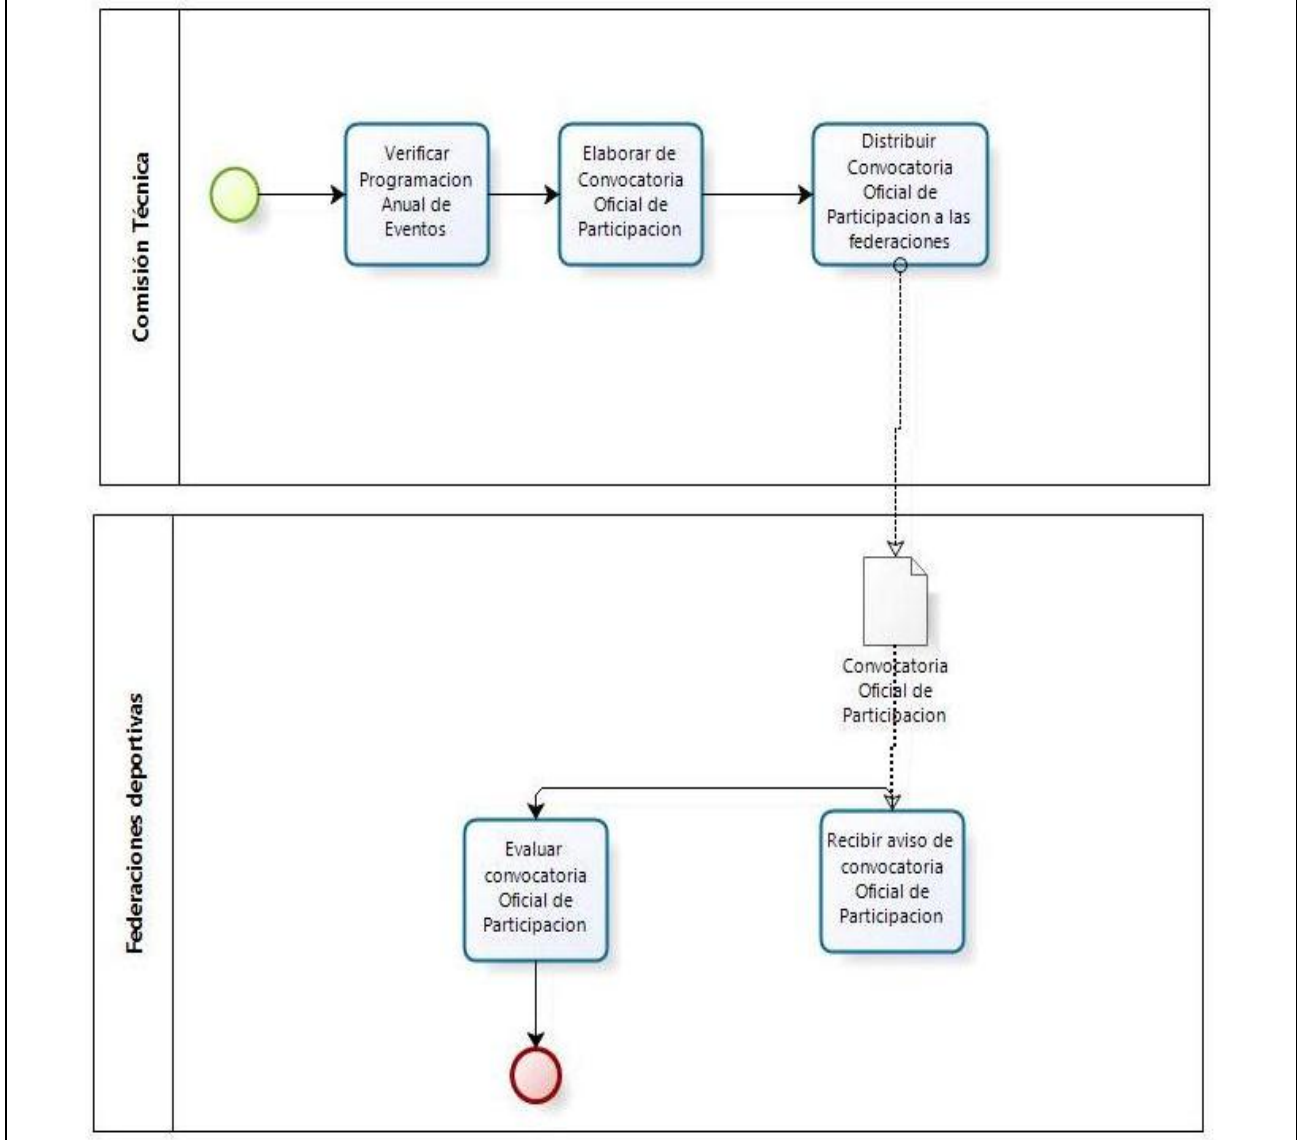 Comisión Técnica
Verificar
Programacion
Anual de
Eventos
Elaborar de
Convocatoria
Oficial de
Participacion
Distribuir
Convocatoria
Oficial de
Participacion a las
federaciones
Federaciones deportivas
Convocatoria
Oficial de
Participacion
Evaluar
convocatoria
Oficial de
Participacion
Recibir aviso de
convocatoria
Oficial de
Participacion